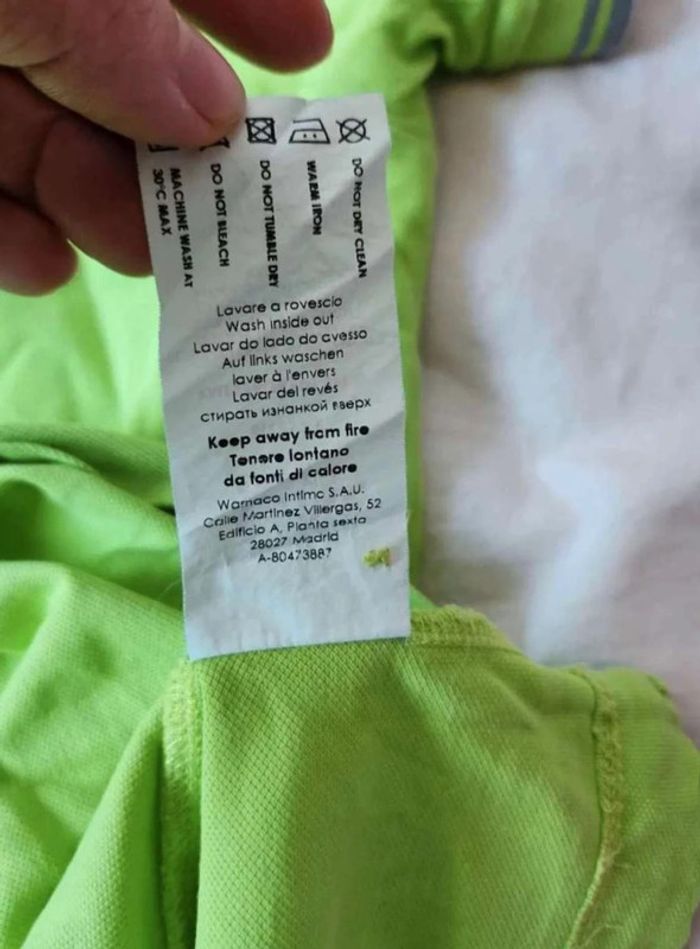 MACHINE WASH AT
30°C MAX
DO NOT BLEACH
DO NOT TUMBLE DRY
WARM IRON
DO NOT DRY CLEAN
Lavare a rovescio
Wash inside out
Lavar do lado do avesso
Auf links waschen
laver à l'envers
Lavar del revés
стирать изнанкой вверх
Keep away from fire
Tenere lontano
da fonti di calore
Warnaco Intimo S.A.U.
Calle Martinez Villergas, 52
Edificio A, Planta sexta
28027 Madrid
A-80473887